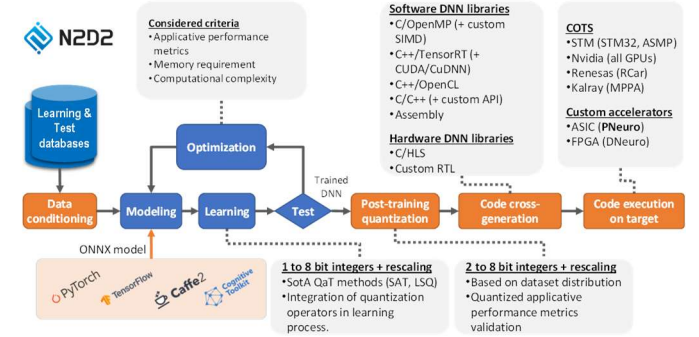 N2D2
Considered criteria
•Applicative performance
metrics
•Memory requirement
•Computational complexity
Software DNN libraries
•C/OpenMP (+ custom
SIMD)
•C++/TensorRT (+
CUDA/CuDNN)
•C++/OpenCL
•C/C++ (+ custom API)
•Assembly
Hardware DNN libraries
•C/HLS
•Custom RTL
COTS
•STM (STM32, ASMP)
•Nvidia (all GPUs)
•Renesas (RCar)
•Kalray (MPPA)
Custom accelerators
•ASIC (PNeuro)
•FPGA (DNeuro)
Learning &
Test
databases
Optimization
Trained
DNN
Data
conditioning
Modeling
Learning
Test
Post-training
quantization
Code cross-
generation
Code execution
on target
ONNX model
PyTorch
TensorFlow
Caffe2
Cognitive
Toolkit
1 to 8 bit integers + rescaling
•SotA QaT methods (SAT, LSQ)
•Integration of quantization
operators in learning
process.
2 to 8 bit integers + rescaling
•Based on dataset distribution
•Quantized applicative
performance metrics
validation